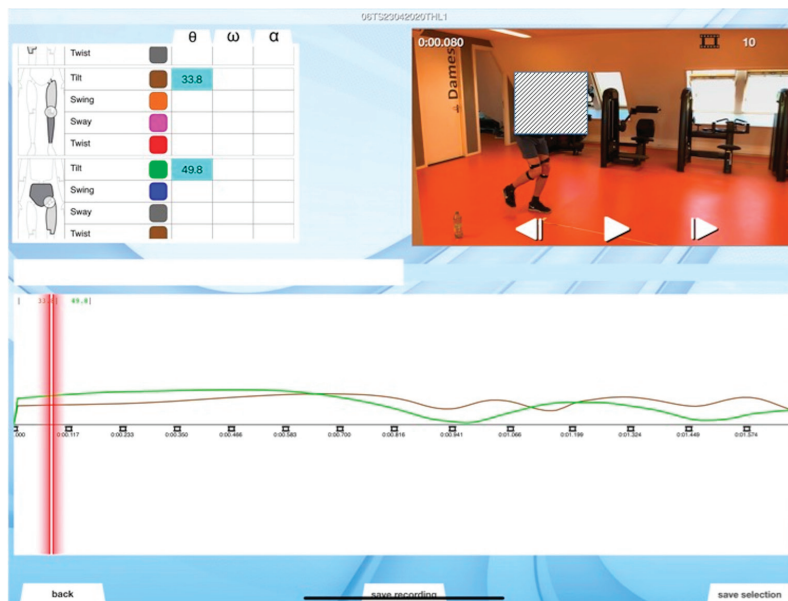 06TS23042020THL1
θ ω α
Twist
Tilt 33.8
Swing
Sway
Twist
Tilt 49.8
Swing
Sway
Twist
0:00.080 10
Dames
49.8|
.000 0:00.117 0:00.233 0:00.350 0:00.466 0:00.583 0:00.700 0:00.816 0:00.941 0:01.066 0:01.199 0:01.324 0:01.449 0:01.574
back save recording save selection